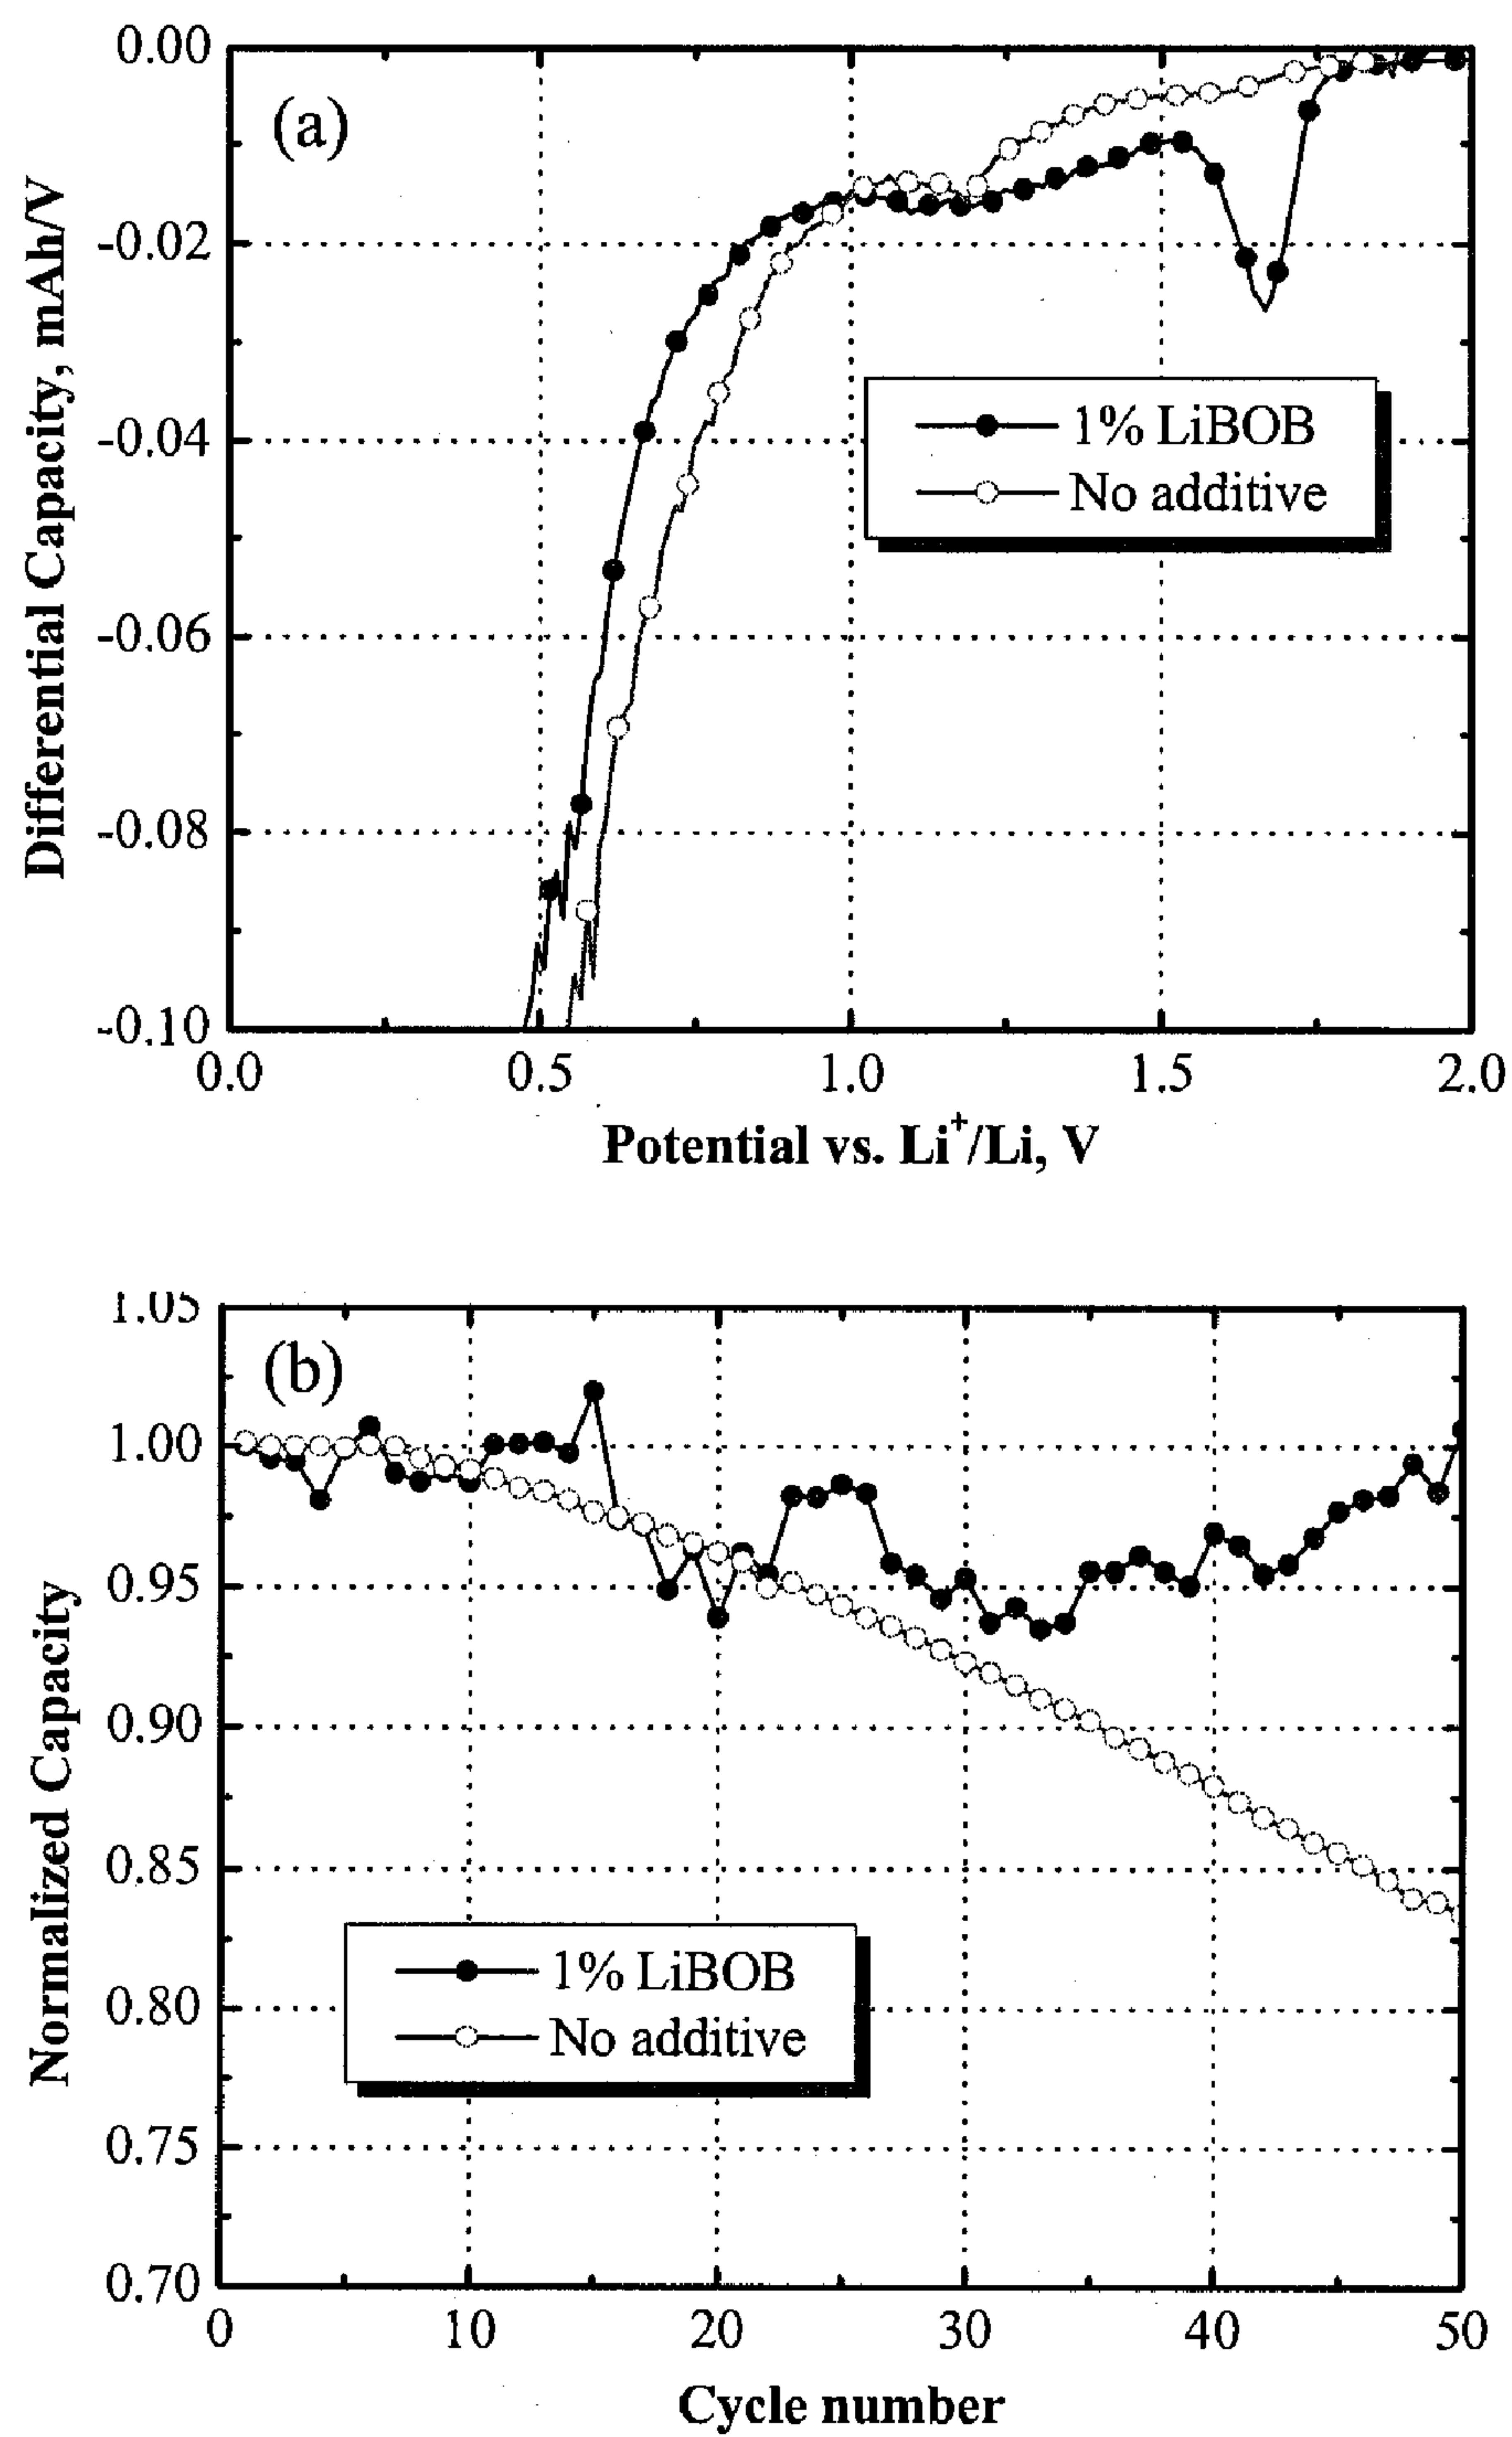 0.00
(a)
-0.02
-0.04
-0.06
-0.08
-0.10
Differential Capacity, mAh/V
1% LiBOB
No additive
0.0 0.5 1.0 1.5 2.0
Potential vs. Li⁺/Li, V
1.05
(b)
1.00
0.95
0.90
0.85
0.80
0.75
0.70
Normalized Capacity
1% LiBOB
No additive
0 10 20 30 40 50
Cycle number